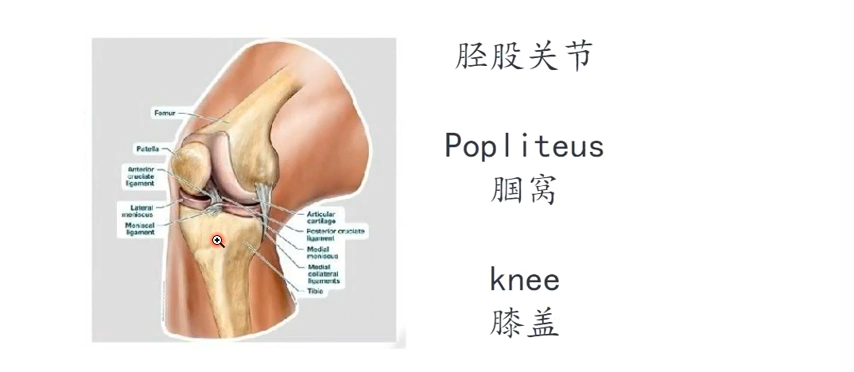 Femur
Patella
Anterior
cruciate
ligament
Lateral
meniscus
Meniscal
ligament
Articular
cartilage
Posterior cruciate
ligament
Medial
meniscus
Medial
collateral
ligaments
Tibia
胫股关节
Popliteus
腘窝
knee
膝盖